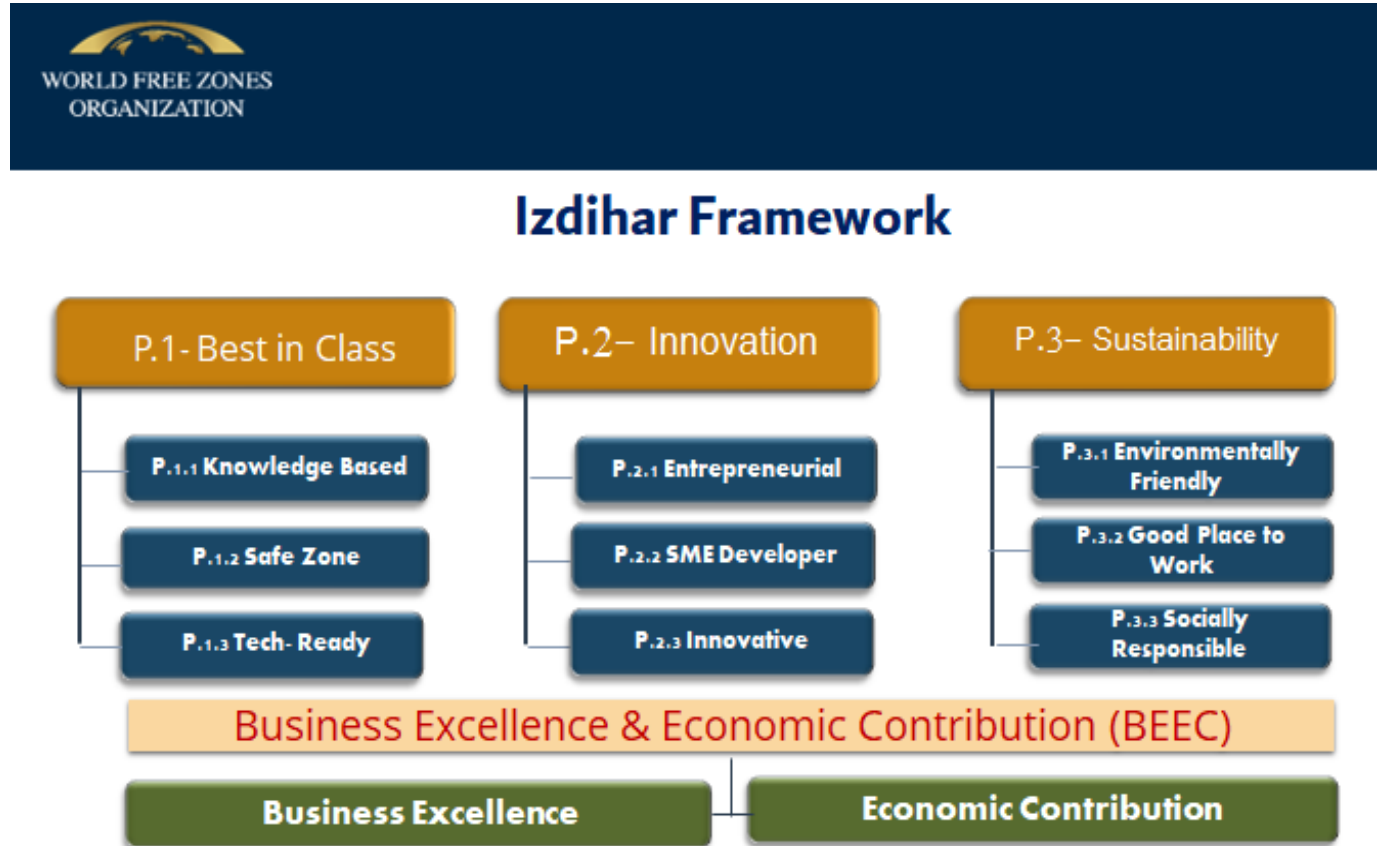 WORLD FREE ZONES
ORGANIZATION
Izdihar Framework
P.1- Best in Class
P.1.1 Knowledge Based
P.1.2 Safe Zone
P.1.3 Tech- Ready
P.2– Innovation
P.2.1 Entrepreneurial
P.2.2 SME Developer
P.2.3 Innovative
P.3– Sustainability
P.3.1 Environmentally
Friendly
P.3.2 Good Place to
Work
P.3.3 Socially
Responsible
Business Excellence & Economic Contribution (BEEC)
Business Excellence
Economic Contribution